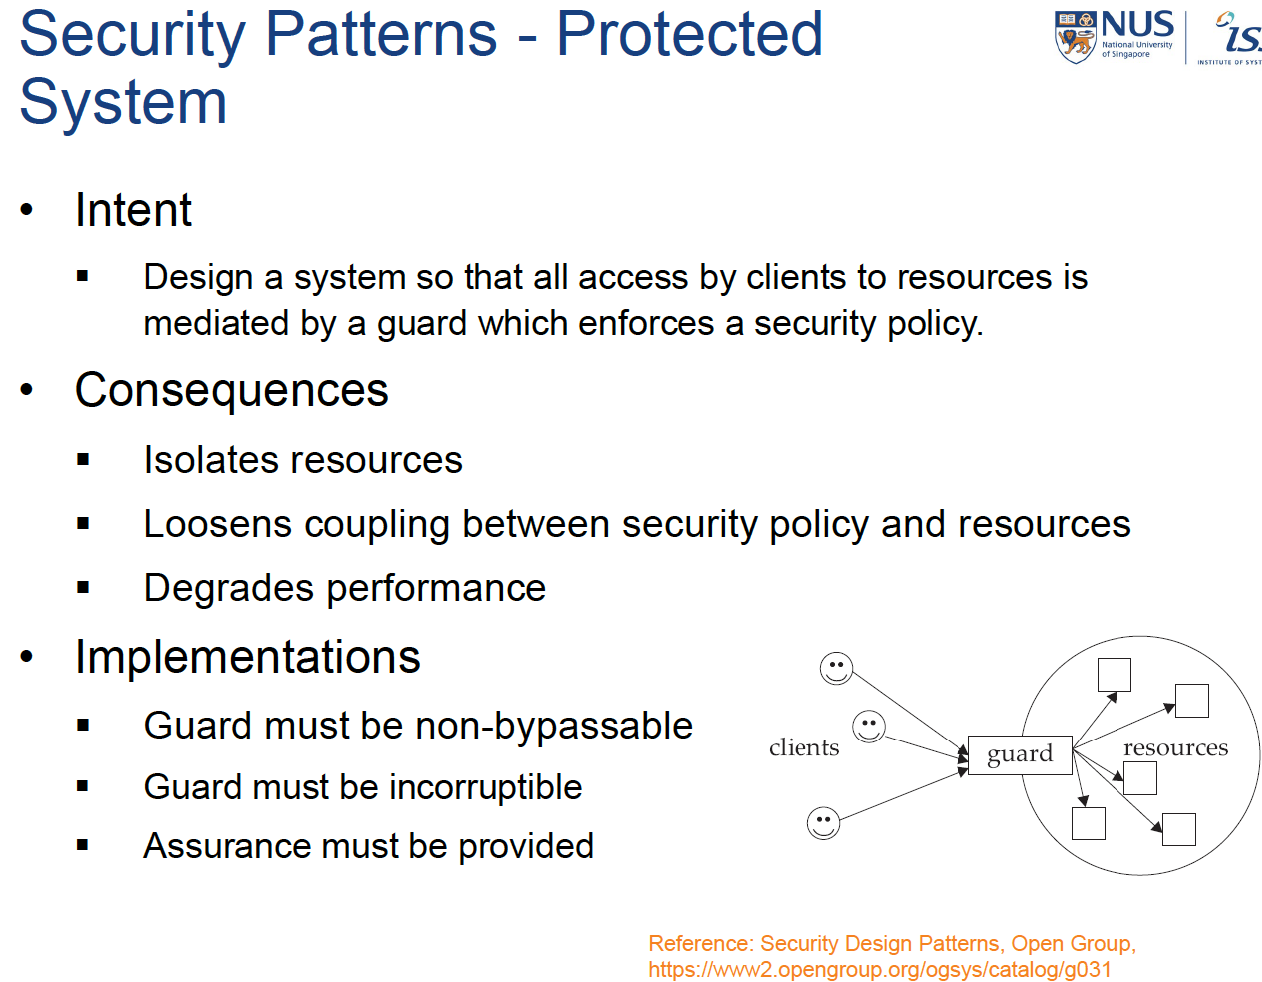 Security Patterns - Protected
System
NUS
National University
of Singapore
INSTITUTE OF SYST
• Intent
▪ Design a system so that all access by clients to resources is
mediated by a guard which enforces a security policy.
• Consequences
▪ Isolates resources
▪ Loosens coupling between security policy and resources
▪ Degrades performance
• Implementations
▪ Guard must be non-bypassable
▪ Guard must be incorruptible
▪ Assurance must be provided
clients
guard
resources
Reference: Security Design Patterns, Open Group,
https://www2.opengroup.org/ogsys/catalog/g031